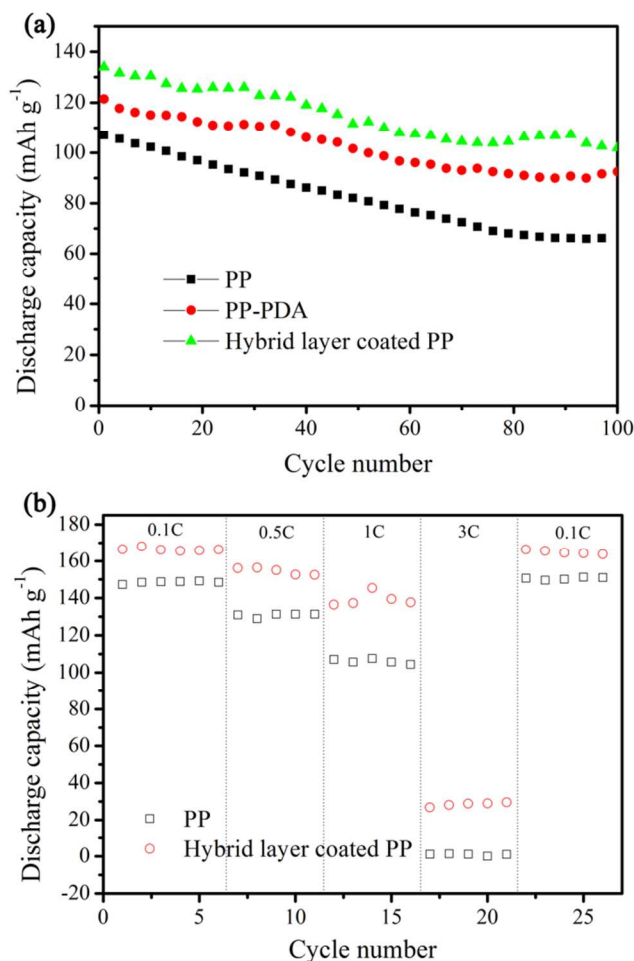 (a)
140
120
100
80
60
40
20
0
Discharge capacity (mAh g⁻¹)
PP
PP-PDA
Hybrid layer coated PP
0 20 40 60 80 100
Cycle number
(b)
180
160
140
120
100
80
60
40
20
0
-20
Discharge capacity (mAh g⁻¹)
0.1C 0.5C 1C 3C 0.1C
PP
Hybrid layer coated PP
0 5 10 15 20 25
Cycle number